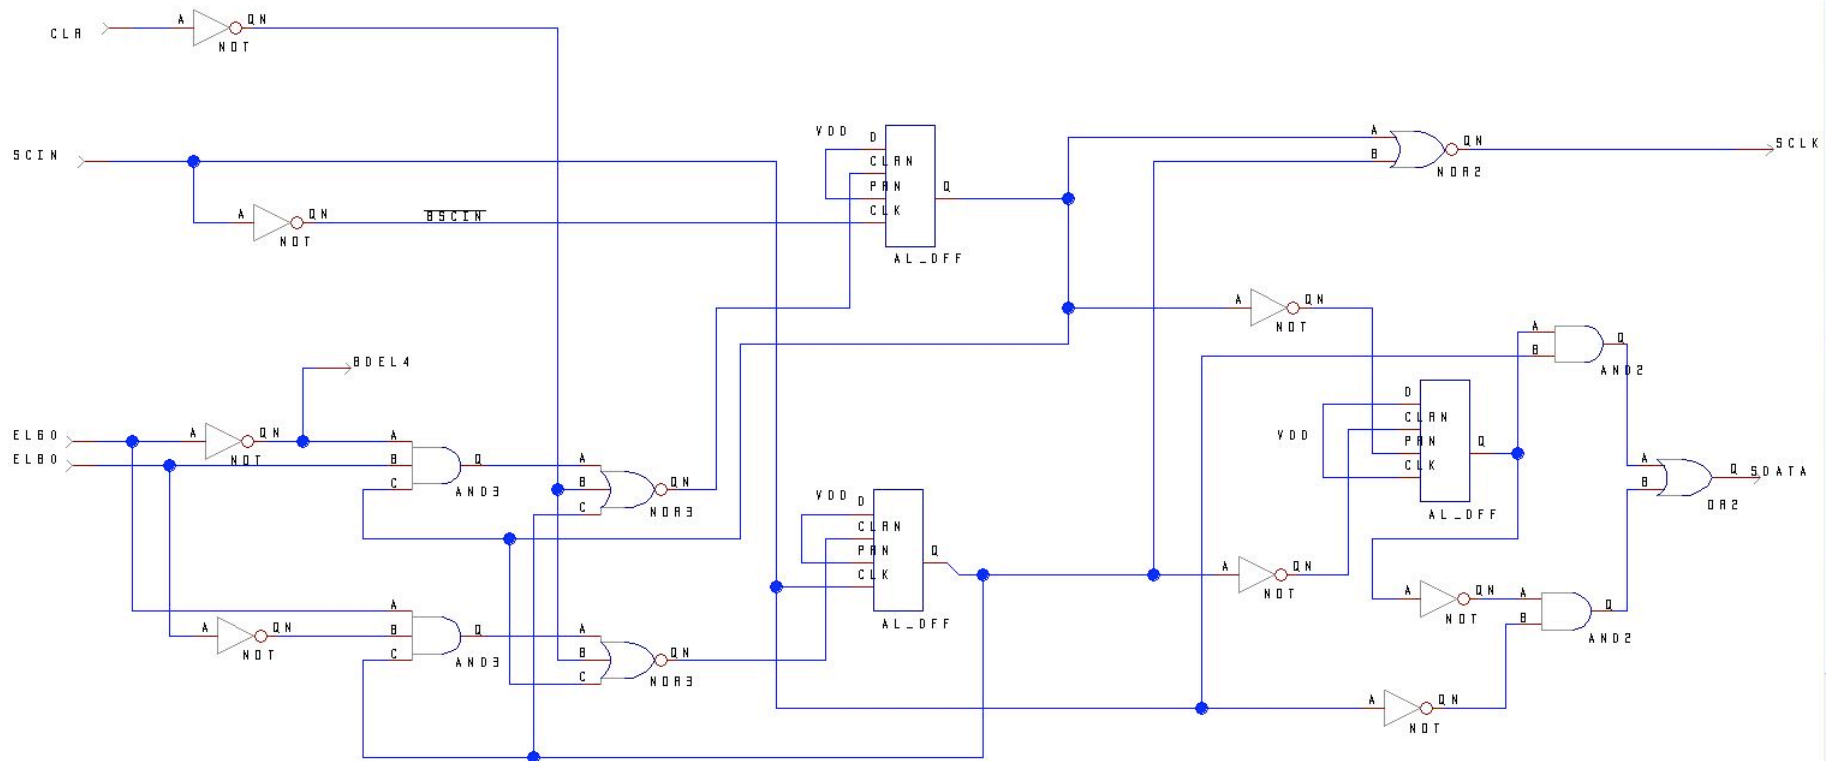 CLR
A
QN
NOT
SCIN
A
QN
NOT
BSCIN
VDD
D
CLRN
PRN
CLK
Q
AL_DFF
A
B
QN
NOR2
SCLK
A
QN
NOT
BDEL4
ELGO
ELBO
A
QN
NOT
A
B
C
Q
AND3
A
B
C
QN
NOR3
VDD
D
CLRN
PRN
CLK
Q
AL_DFF
VDD
D
CLRN
PRN
CLK
Q
AL_DFF
A
B
Q
AND2
A
B
Q
OR2
SDATA
A
QN
NOT
A
QN
NOT
A
B
Q
AND2
A
QN
NOT
A
B
C
Q
AND3
A
B
C
QN
NOR3
A
QN
NOT